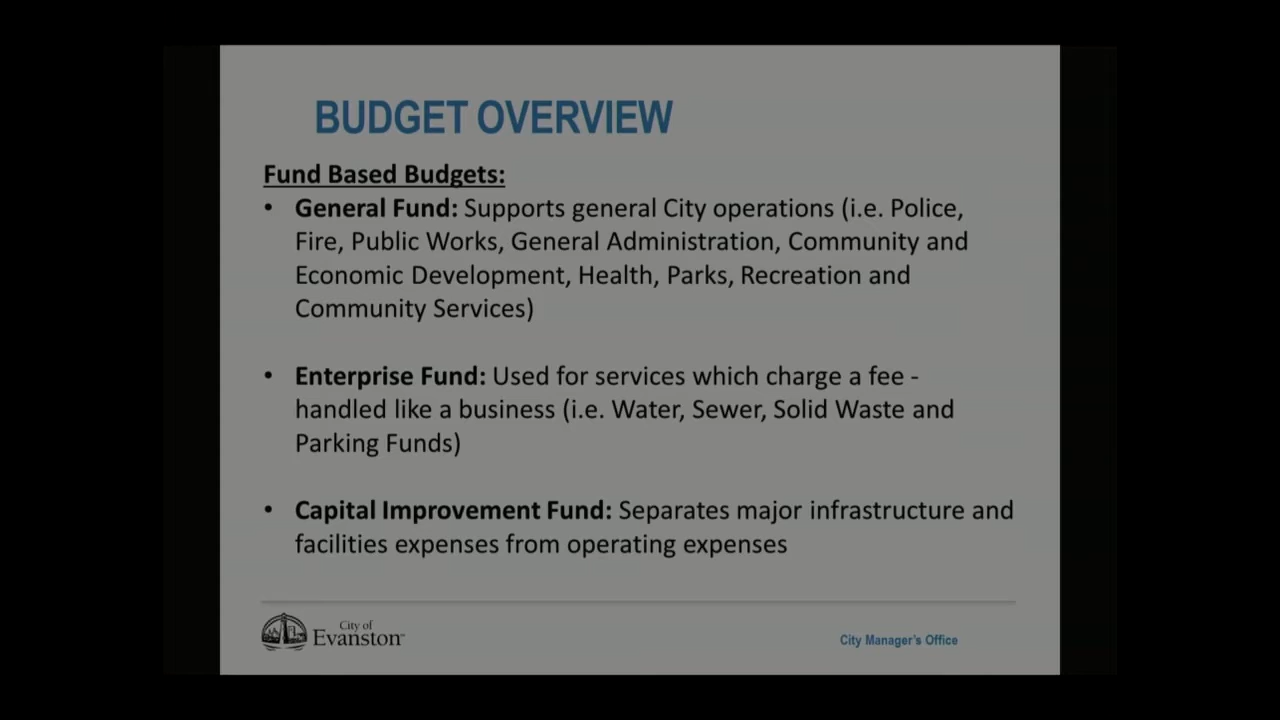 BUDGET OVERVIEW
Fund Based Budgets:
• General Fund: Supports general City operations (i.e. Police,
Fire, Public Works, General Administration, Community and
Economic Development, Health, Parks, Recreation and
Community Services)
• Enterprise Fund: Used for services which charge a fee -
handled like a business (i.e. Water, Sewer, Solid Waste and
Parking Funds)
• Capital Improvement Fund: Separates major infrastructure and
facilities expenses from operating expenses
City of
Evanston™
City Manager's Office